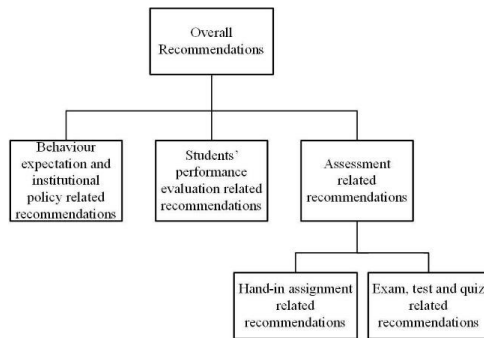 Overall
Recommendations
Behaviour
expectation and
institutional
policy related
recommendations
Students'
performance
evaluation related
recommendations
Assessment
related
recommendations
Hand-in assignment
related
recommendations
Exam, test and quiz
related
recommendations